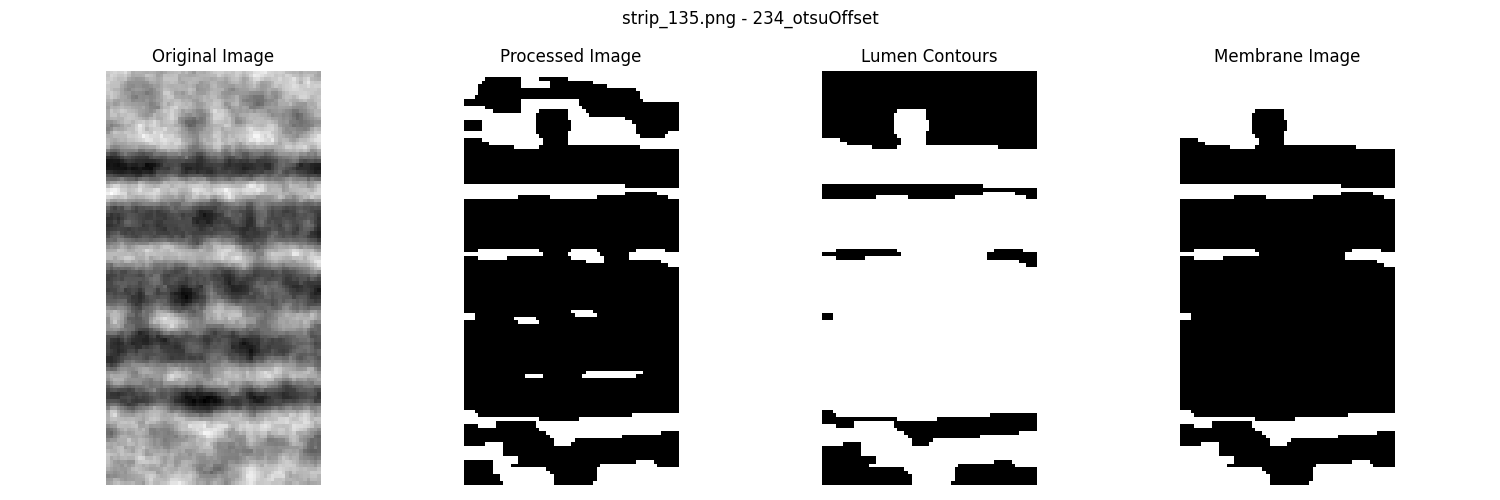 strip_135.png - 234_otsuOffset
Original Image
Processed Image
Lumen Contours
Membrane Image